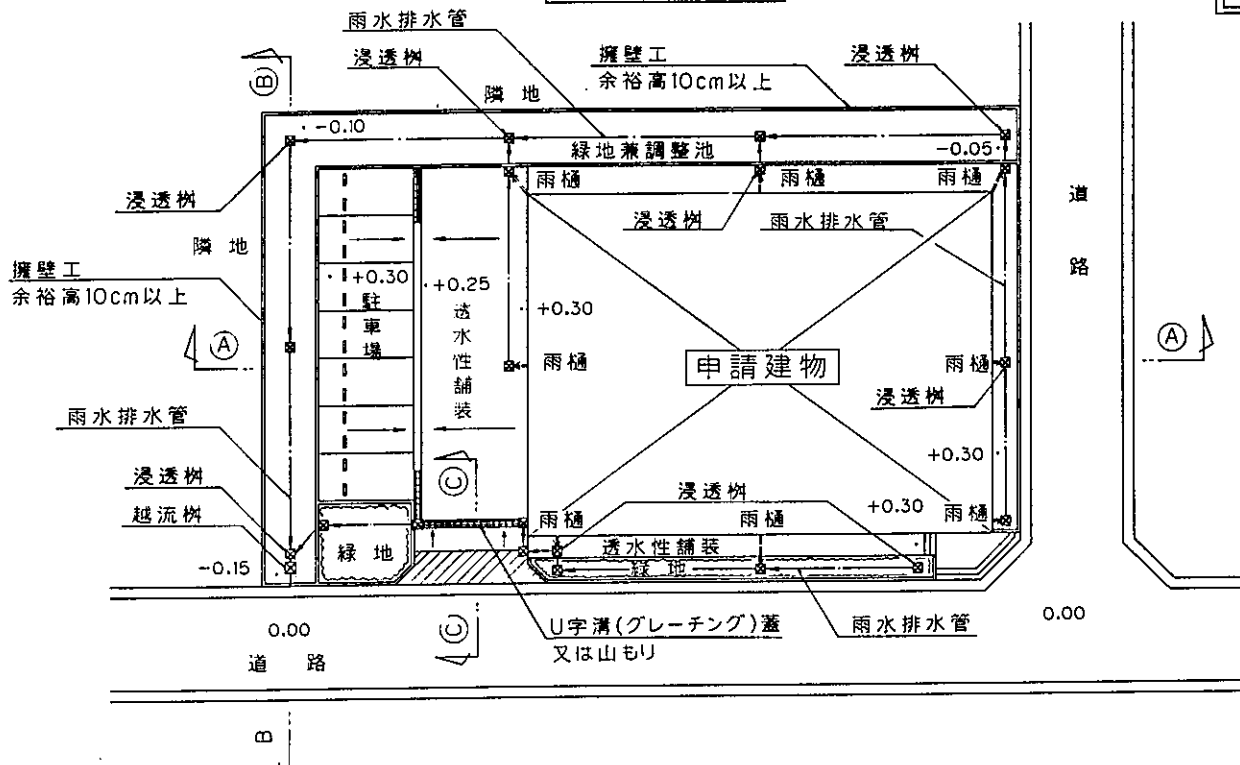 雨水排水管
浸透桝
擁壁工
余裕高10cm以上
浸透桝
隣地
Ⓑ
-0.10
緑地兼調整池
-0.05
雨樋
雨樋
雨樋
浸透桝
浸透桝
雨水排水管
道路
隣地
擁壁工
余裕高10cm以上
+0.30
駐車場
+0.25
透水性舗装
+0.30
Ⓐ
Ⓐ
雨樋
申請建物
雨樋
浸透桝
雨水排水管
+0.30
浸透桝
Ⓒ
浸透桝
越流桝
+0.30
雨樋
雨樋
雨樋
緑地
透水性舗装
緑地
-0.15
0.00
Ⓒ
U字溝(グレーチング)蓋
又は山もり
雨水排水管
0.00
道路
B